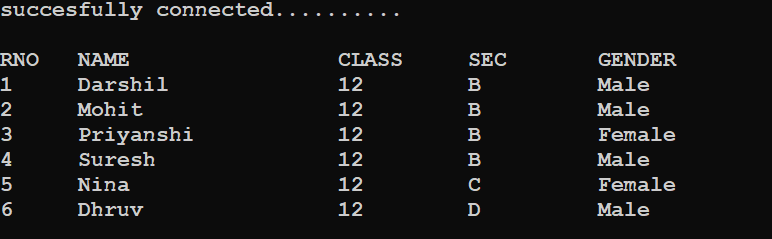 succesfully connected..........
RNO NAME CLASS SEC GENDER
1 Darshil 12 B Male
2 Mohit 12 B Male
3 Priyanshi 12 B Female
4 Suresh 12 B Male
5 Nina 12 C Female
6 Dhruv 12 D Male